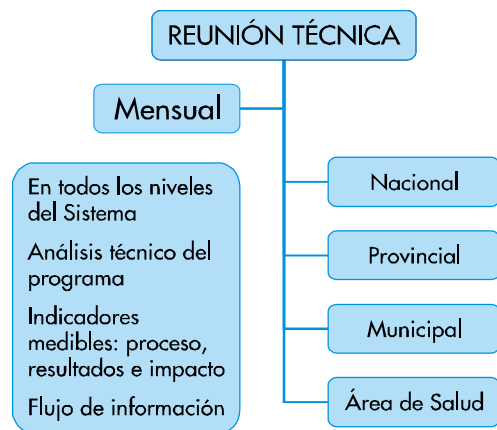 REUNIÓN TÉCNICA
Mensual
En todos los niveles
del Sistema
Análisis técnico del
programa
Indicadores
medibles: proceso,
resultados e impacto
Flujo de información
Nacional
Provincial
Municipal
Área de Salud